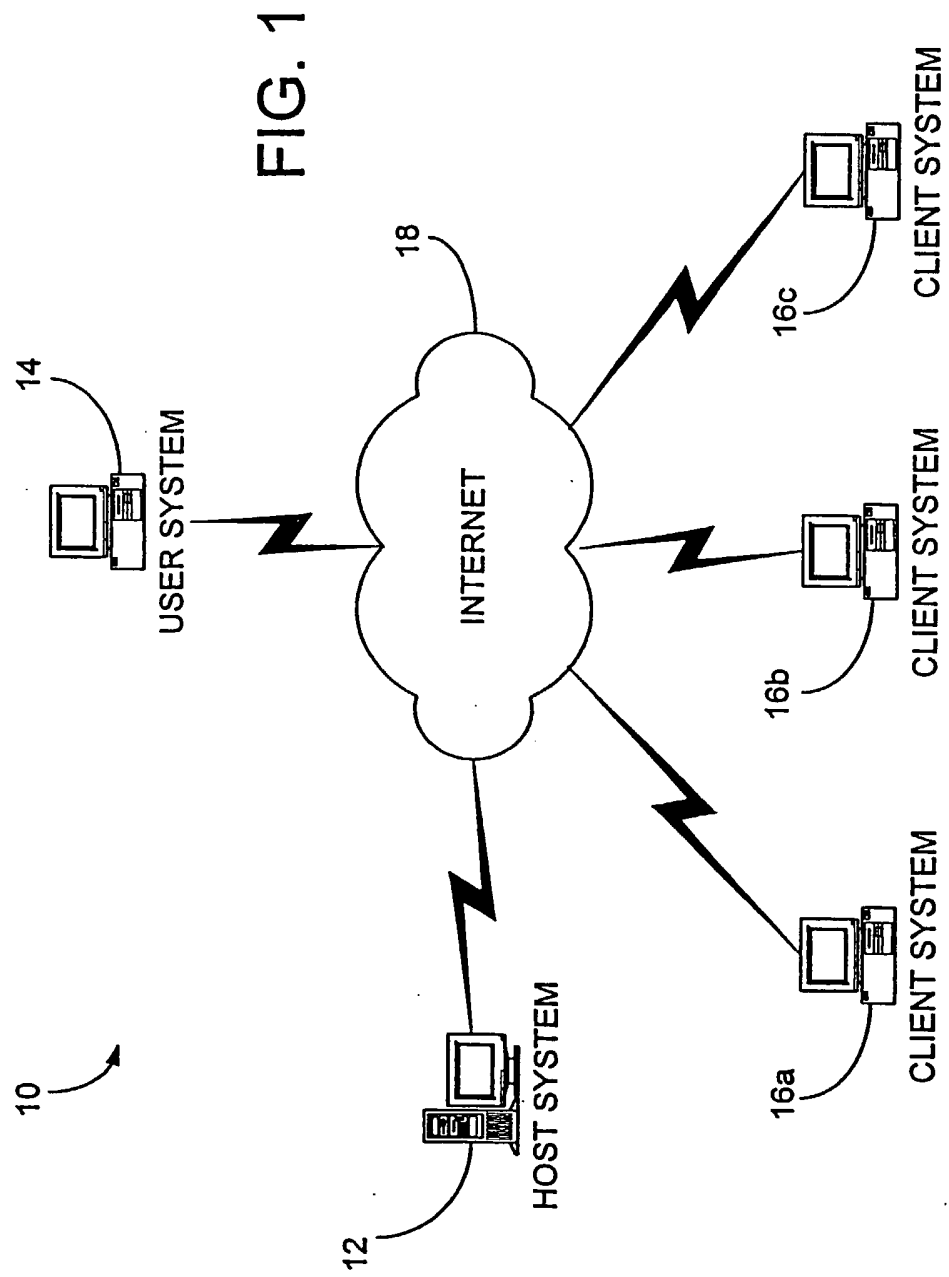 10
14
USER SYSTEM
FIG. 1
18
INTERNET
12
HOST SYSTEM
16a
CLIENT SYSTEM
16b
CLIENT SYSTEM
16c
CLIENT SYSTEM